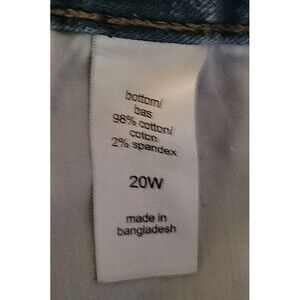 bottom/
bas
98% cotton/
coton
2% spandex
20W
made in
bangladesh